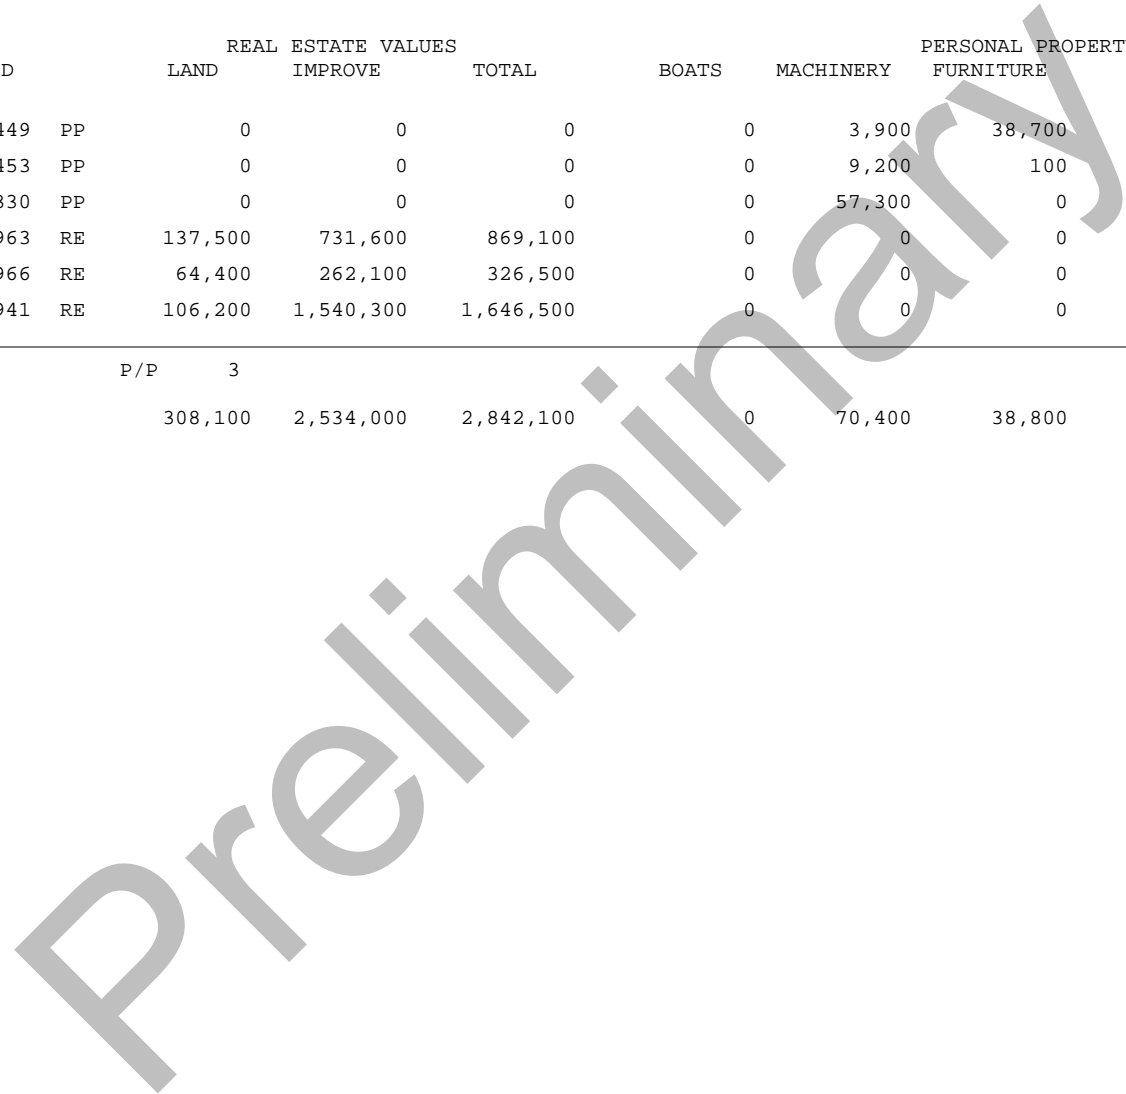 REAL ESTATE VALUES PERSONAL PROPERT
D LAND IMPROVE TOTAL BOATS MACHINERY FURNITURE
449 PP 0 0 0 0 3,900 38,700
453 PP 0 0 0 0 9,200 100
330 PP 0 0 0 0 57,300 0
963 RE 137,500 731,600 869,100 0 0 0
966 RE 64,400 262,100 326,500 0 0 0
941 RE 106,200 1,540,300 1,646,500 0 0 0
P/P 3
308,100 2,534,000 2,842,100 0 70,400 38,800
Preliminary